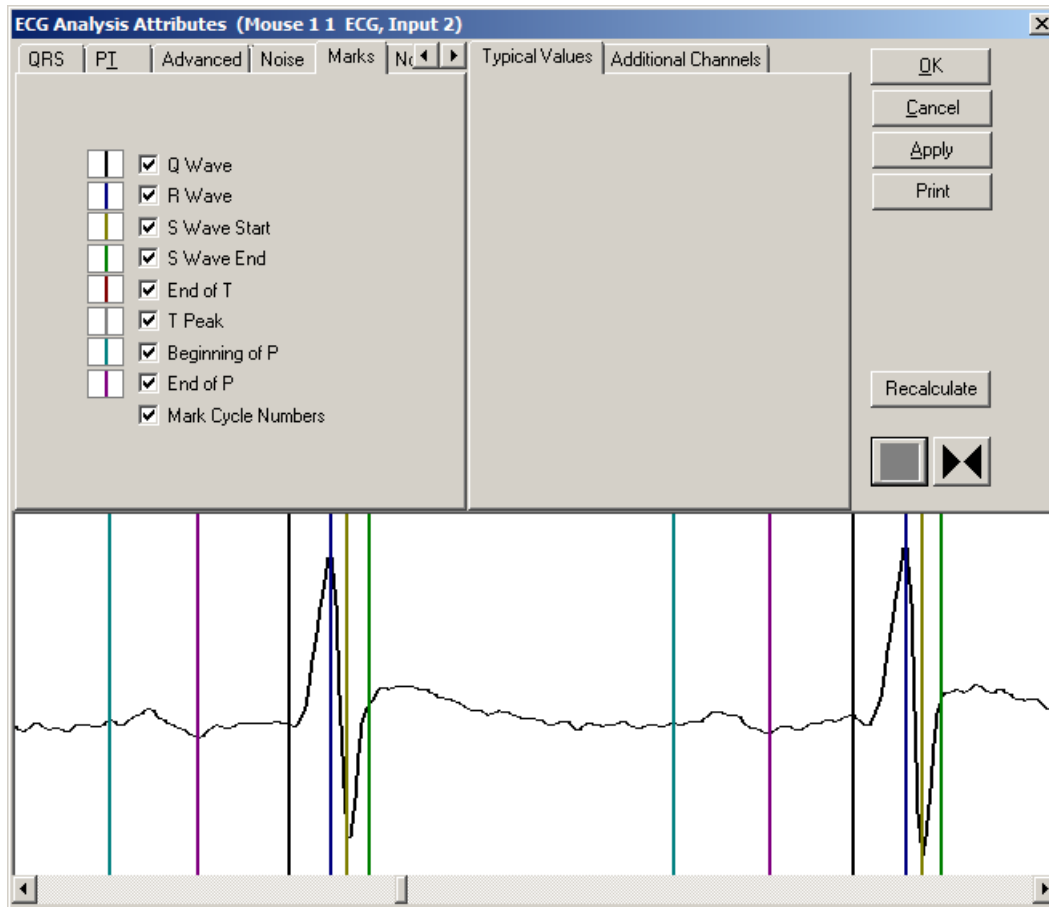 ECG Analysis Attributes (Mouse 1 1 ECG, Input 2)
QRS PT Advanced Noise Marks
Typical Values Additional Channels
OK
Cancel
Apply
Print
Q Wave
R Wave
S Wave Start
S Wave End
End of T
T Peak
Beginning of P
End of P
Mark Cycle Numbers
Recalculate